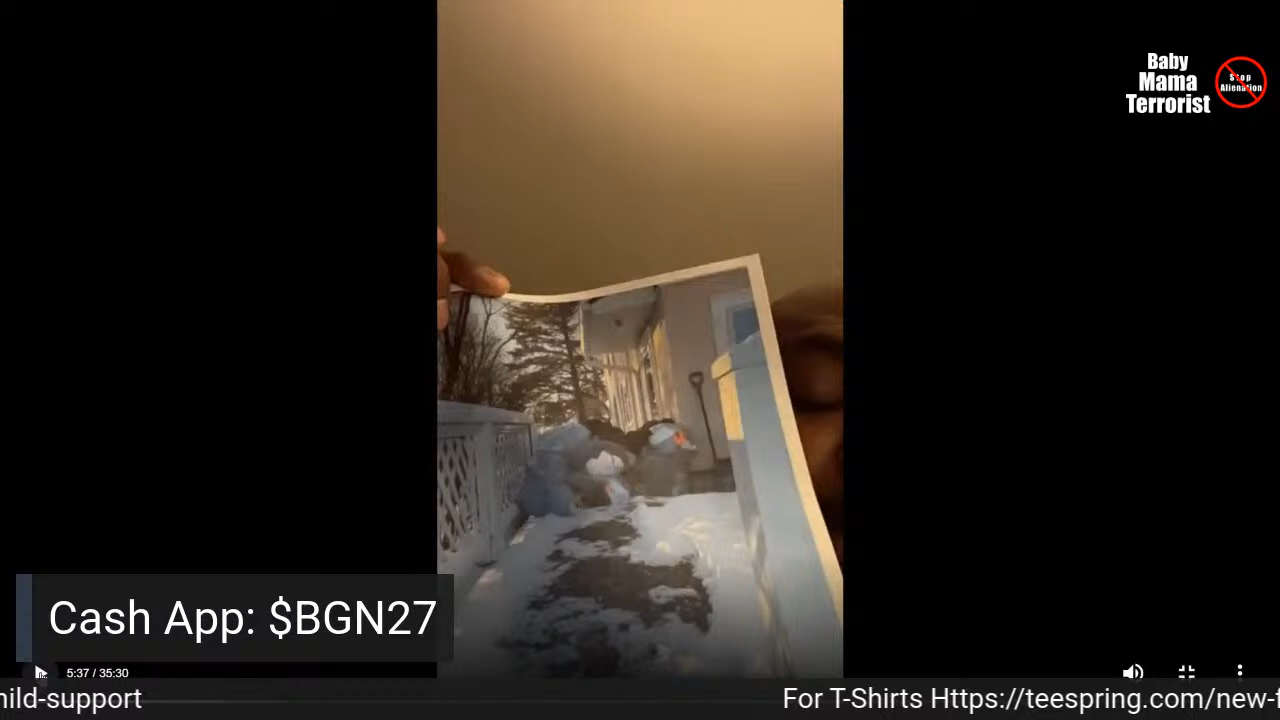 Baby
Mama
Terrorist
Stop
Alienation
Cash App: $BGN27
5:37 / 35:30
hild-support
For T-Shirts Https://teespring.com/new-f